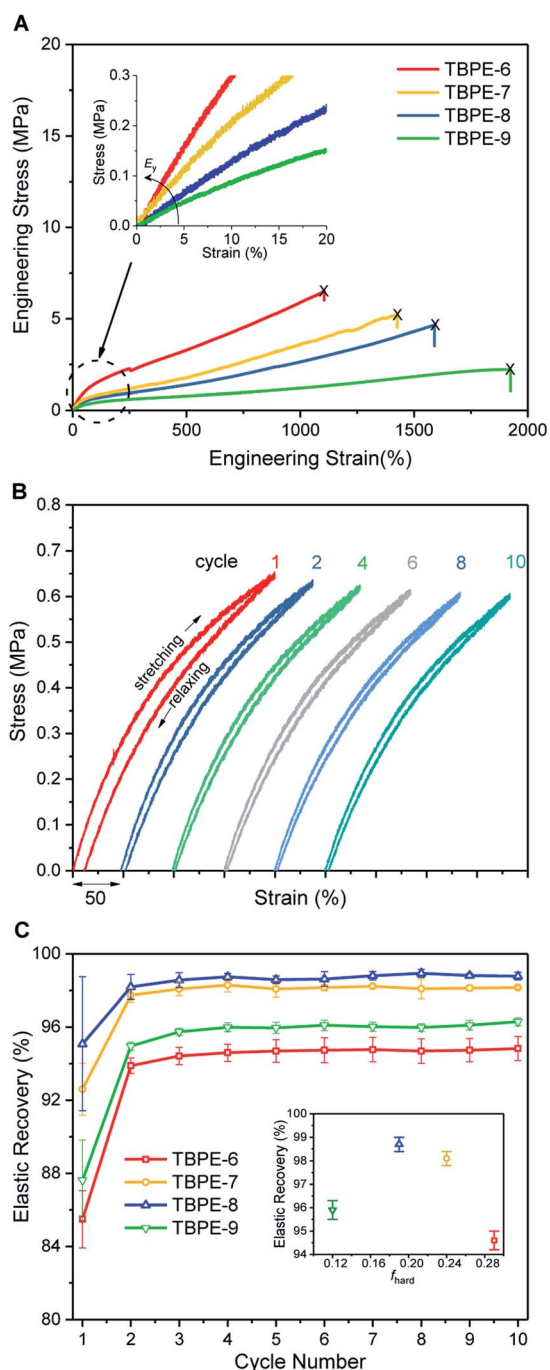 A
20
15
10
5
0
Engineering Stress (MPa)
0 500 1000 1500 2000
Engineering Strain(%)
TBPE-6
TBPE-7
TBPE-8
TBPE-9
0.3
0.2
0.1
0.0
Stress (MPa)
E_y
0 5 10 15 20
Strain (%)
X X X X
B
0.8
0.7
0.6
0.5
0.4
0.3
0.2
0.1
0.0
Stress (MPa)
cycle 1 2 4 6 8 10
stretching →
← relaxing
50
Strain (%)
C
100
96
92
88
84
80
Elastic Recovery (%)
TBPE-6
TBPE-7
TBPE-8
TBPE-9
99
98
97
96
95
94
Elastic Recovery (%)
0.12 0.16 0.20 0.24 0.28
f_hard
1 2 3 4 5 6 7 8 9 10
Cycle Number